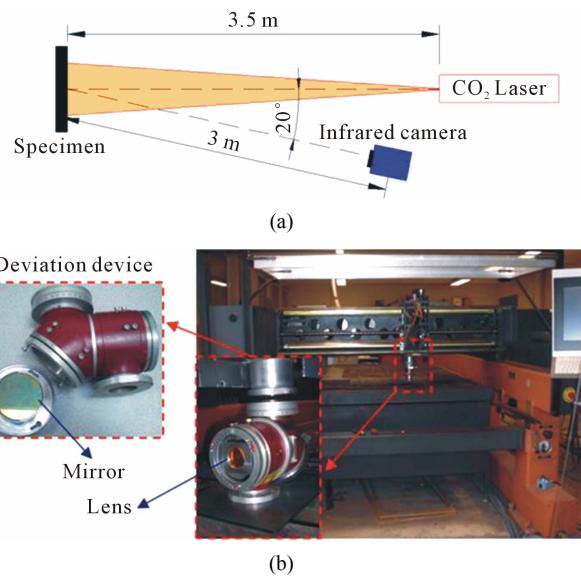 3.5 m
CO₂ Laser
20°
Infrared camera
Specimen
3 m
(a)
Deviation device
Mirror
Lens
(b)